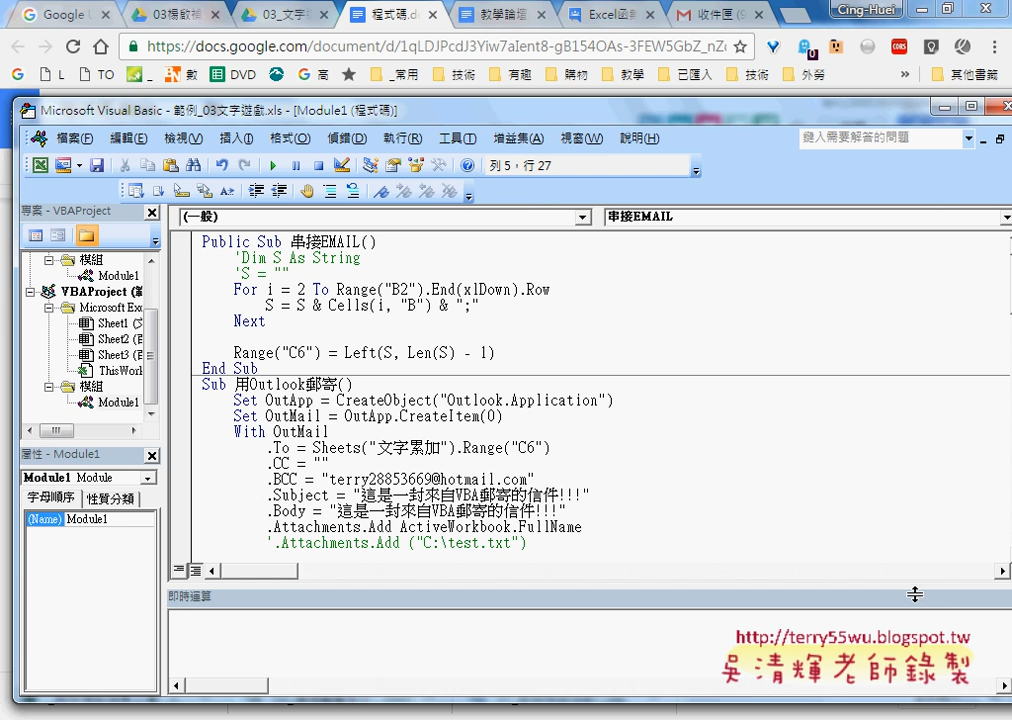 Google
03楊啟補
03_文字
程式碼.d
教學論壇
Excel函
收件匣 (9
Cing-Huei
https://docs.google.com/document/d/1qLDJPcdJ3Yiw7aIent8-gB154OAs-3FEW5GbZ_nZ
L
TO
數
DVD
高
_常用
技術
有趣
購物
教學
已匯入
技術
外勞
»
其他書籤
Microsoft Visual Basic - 範例_03文字遊戲.xls - [Module1 (程式碼)]
檔案(F) 編輯(E) 檢視(V) 插入(I) 格式(O) 偵錯(D) 執行(R) 工具(T) 增益集(A) 視窗(W) 說明(H)
鍵入需要解答的問題
列 5，行 27
專案 - VBAProject
(一般)
串接EMAIL
模組
Module1
VBAProject (
Microsoft Exc
Sheet1 (
Sheet2 (
Sheet3 (
ThisWork
模組
Module1
屬性 - Module1
Module1 Module
字母順序
性質分類
(Name) Module1
Public Sub 串接EMAIL()
'Dim S As String
'S = ""
For i = 2 To Range("B2").End(xlDown).Row
S = S & Cells(i, "B") & ";"
Next
Range("C6") = Left(S, Len(S) - 1)
End Sub
Sub 用Outlook郵寄()
Set OutApp = CreateObject("Outlook.Application")
Set OutMail = OutApp.CreateItem(0)
With OutMail
.To = Sheets("文字累加").Range("C6")
.CC = ""
.BCC = "terry28853669@hotmail.com"
.Subject = "這是一封來自VBA郵寄的信件!!!"
.Body = "這是一封來自VBA郵寄的信件!!!"
.Attachments.Add ActiveWorkbook.FullName
'.Attachments.Add ("C:\test.txt")
即時運算
http://terry55wu.blogspot.tw
吳清輝老師錄製